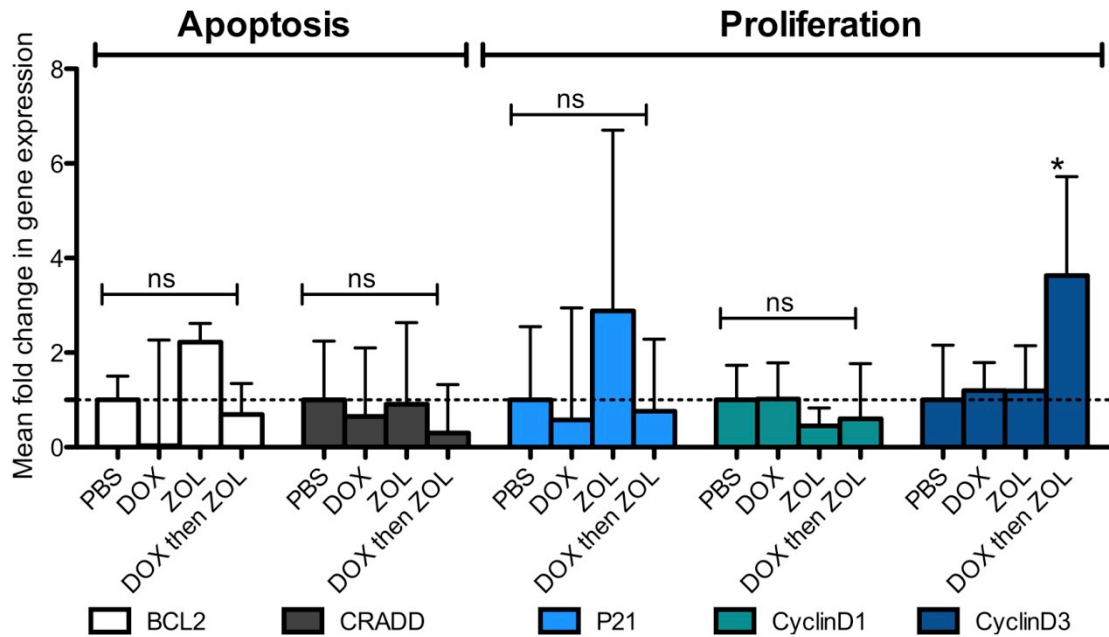 Apoptosis Proliferation
Mean fold change in gene expression
8
6
4
2
0
ns ns ns ns *
PBS DOX ZOL DOX then ZOL PBS DOX ZOL DOX then ZOL PBS DOX ZOL DOX then ZOL PBS DOX ZOL DOX then ZOL PBS DOX ZOL DOX then ZOL
BCL2 CRADD P21 CyclinD1 CyclinD3